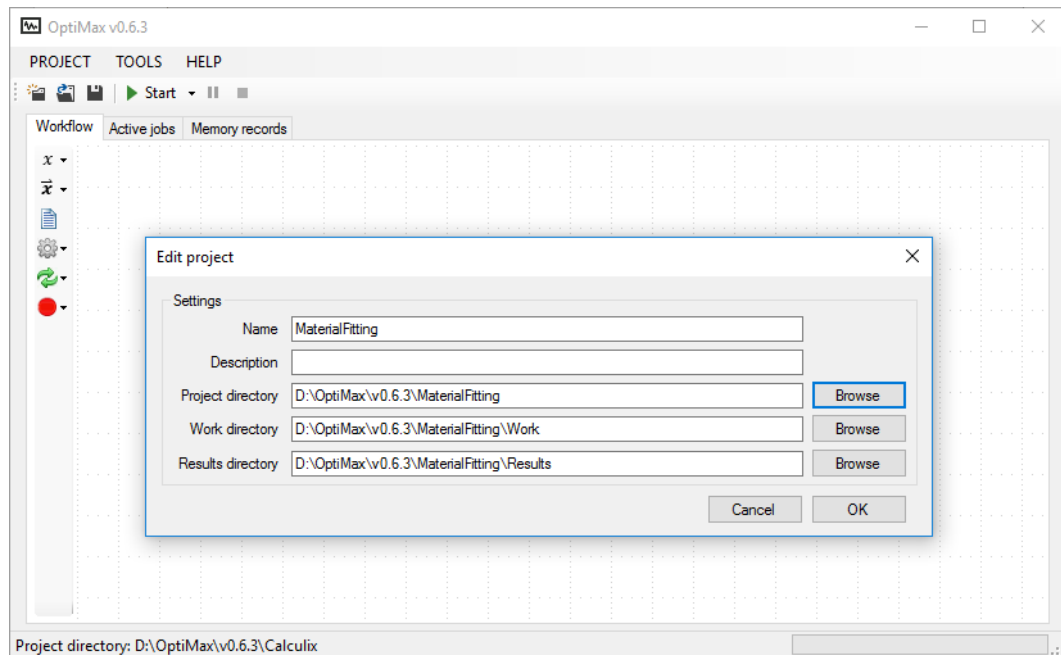 OptiMax v0.6.3
PROJECT TOOLS HELP
Start
Workflow Active jobs Memory records
x
x⃗
Edit project
Settings
Name MaterialFitting
Description
Project directory D:\OptiMax\v0.6.3\MaterialFitting Browse
Work directory D:\OptiMax\v0.6.3\MaterialFitting\Work Browse
Results directory D:\OptiMax\v0.6.3\MaterialFitting\Results Browse
Cancel OK
Project directory: D:\OptiMax\v0.6.3\Calculix